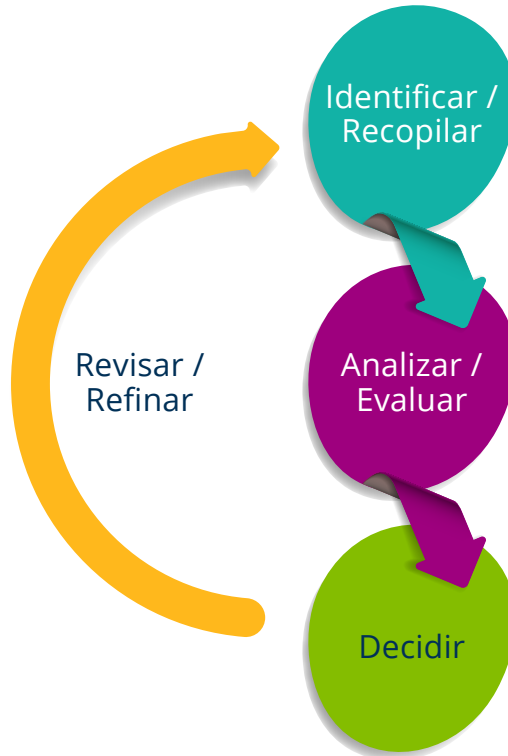 Identificar /
Recopilar
Revisar /
Refinar
Analizar /
Evaluar
Decidir